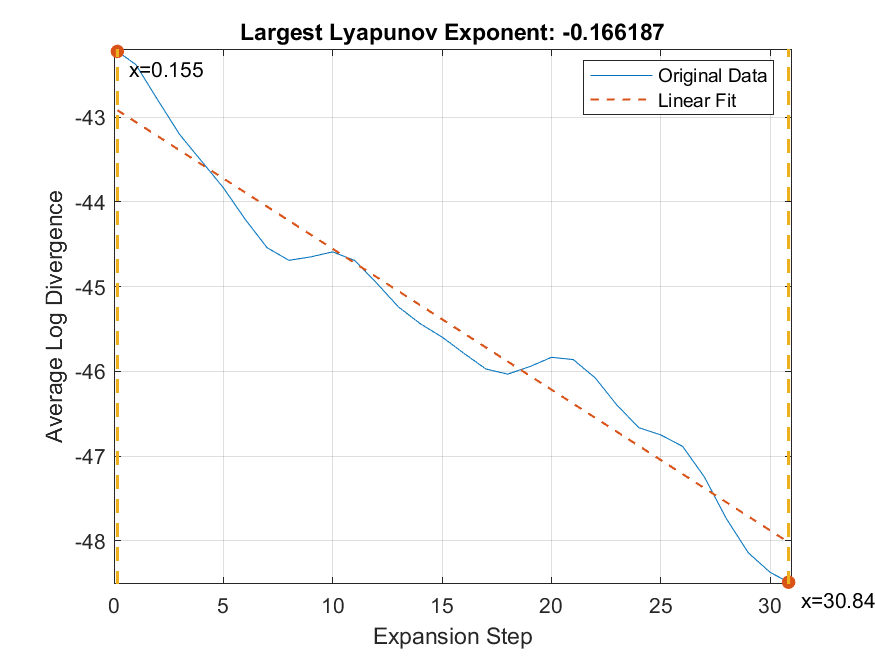 Largest Lyapunov Exponent: -0.166187
x=0.155
Original Data
Linear Fit
-43
-44
-45
-46
-47
-48
Average Log Divergence
0
5
10
15
20
25
30
x=30.84
Expansion Step